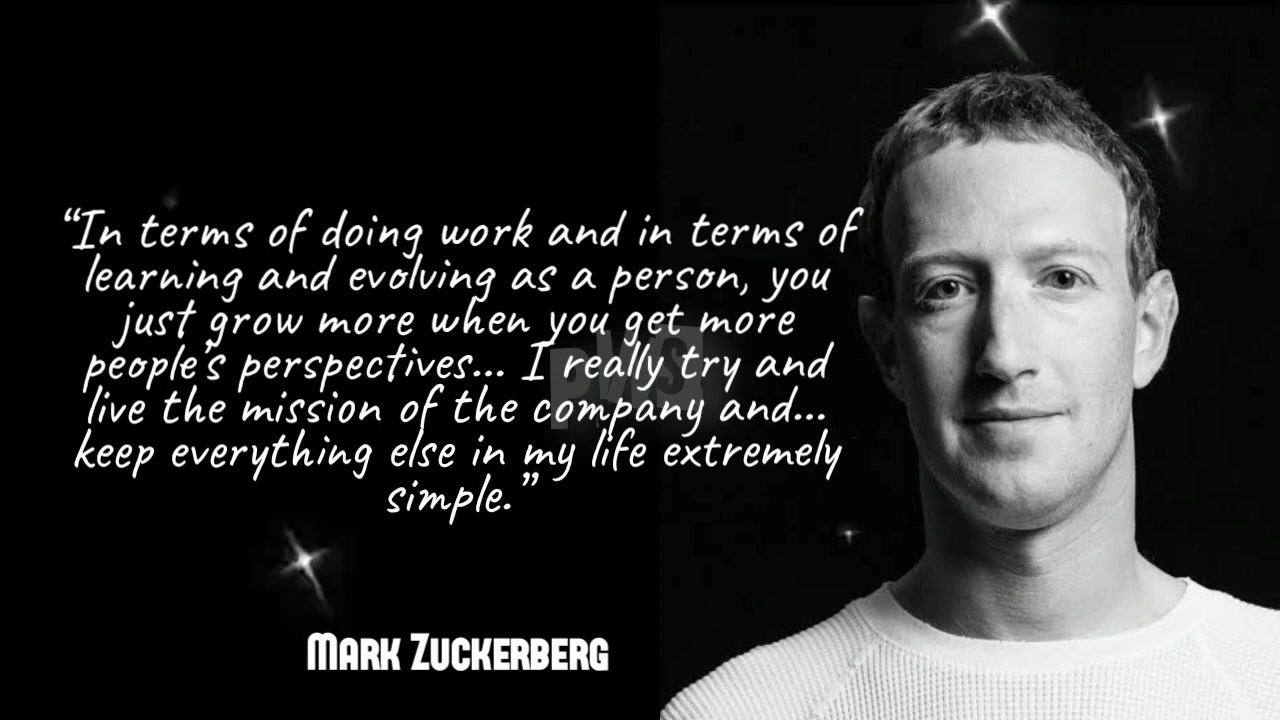 “In terms of doing work and in terms of
learning and evolving as a person, you
just grow more when you get more
people’s perspectives... I really try and
live the mission of the company and...
keep everything else in my life extremely
simple.”
MARK ZUCKERBERG